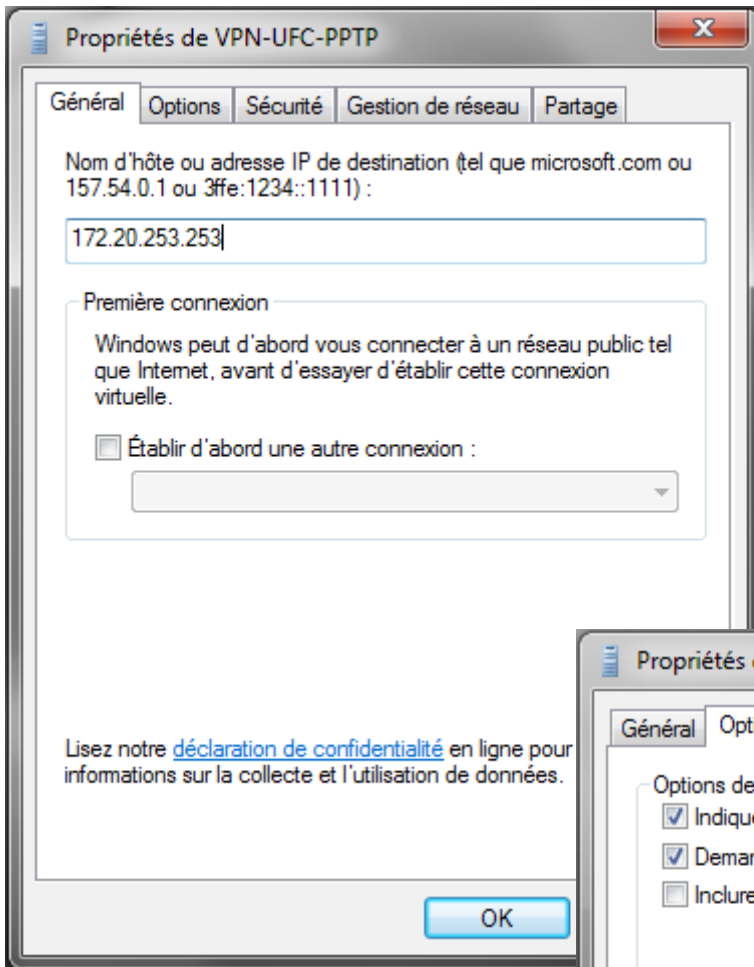 Propriétés de VPN-UFC-PPTP
Général Options Sécurité Gestion de réseau Partage
Nom d'hôte ou adresse IP de destination (tel que microsoft.com ou
157.54.0.1 ou 3ffe:1234::1111) :
172.20.253.253
Première connexion
Windows peut d'abord vous connecter à un réseau public tel
que Internet, avant d'essayer d'établir cette connexion
virtuelle.
Établir d'abord une autre connexion :
Lisez notre déclaration de confidentialité en ligne pour
informations sur la collecte et l'utilisation de données.
OK
Propriétés
Général
Options de